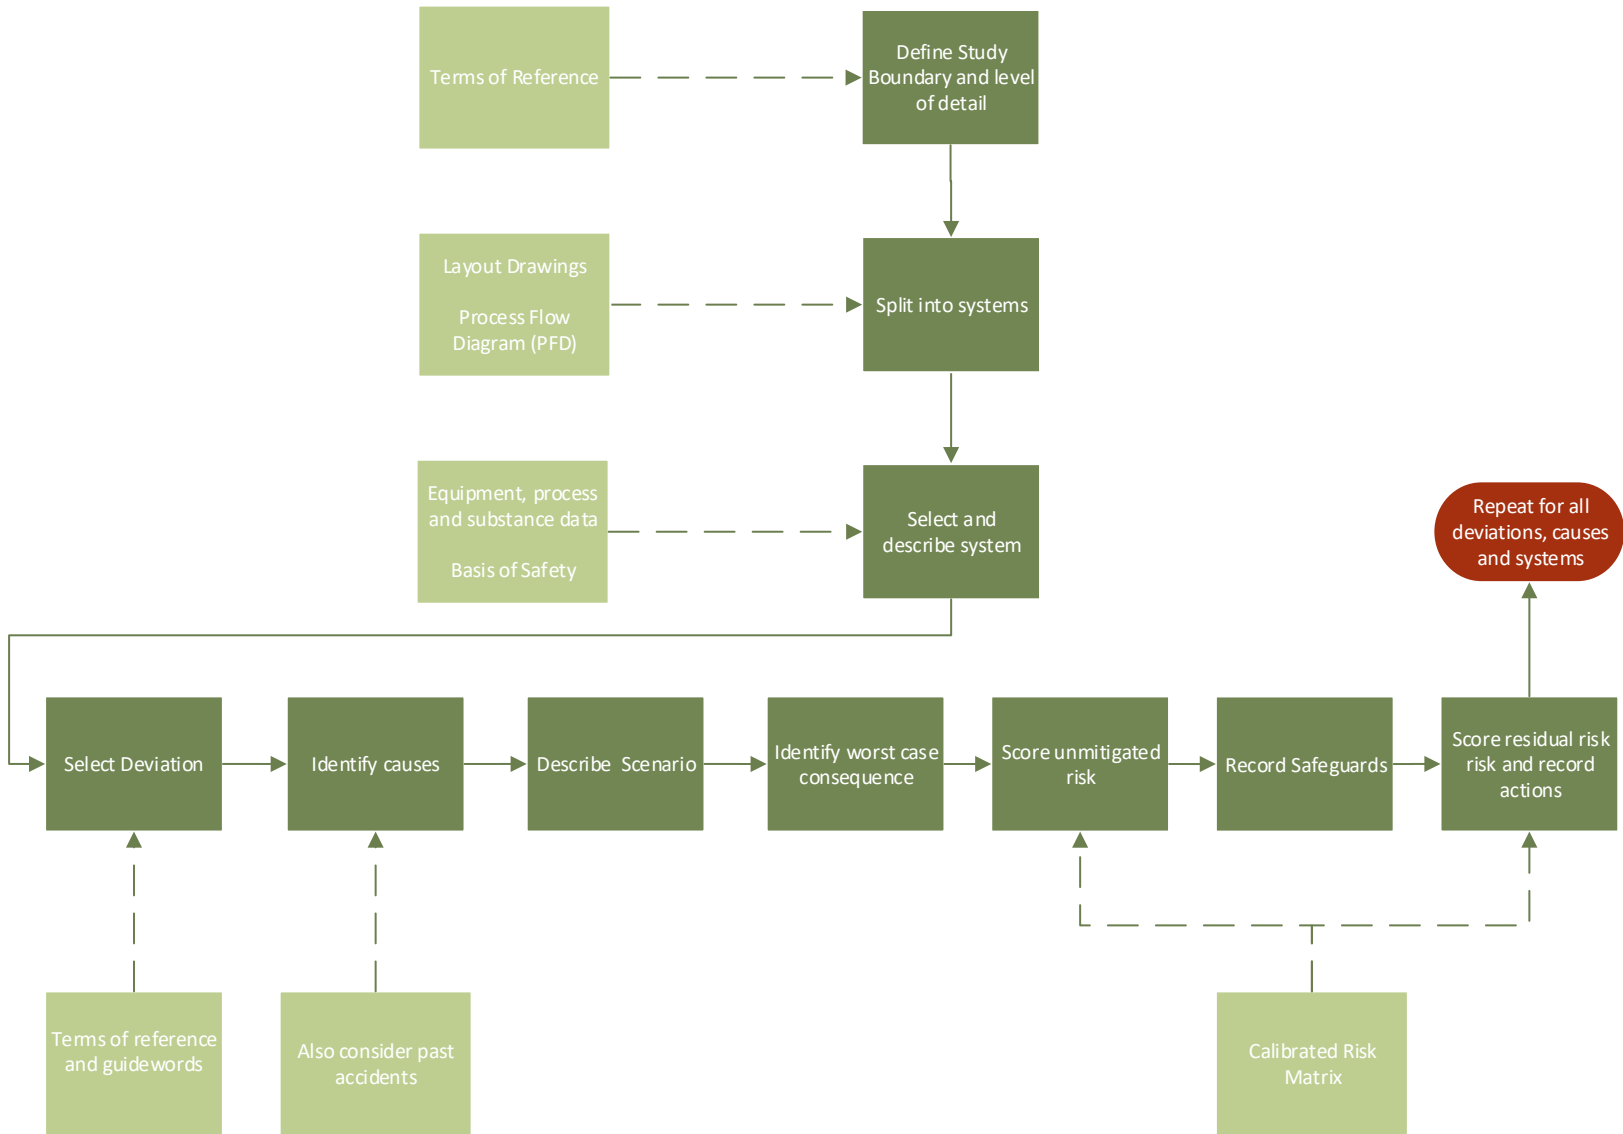 Terms of Reference
Define Study
Boundary and level
of detail
Layout Drawings
Process Flow
Diagram (PFD)
Split into systems
Equipment, process
and substance data
Basis of Safety
Select and
describe system
Repeat for all
deviations, causes
and systems
Select Deviation
Identify causes
Describe Scenario
Identify worst case
consequence
Score unmitigated
risk
Record Safeguards
Score residual risk
risk and record
actions
Terms of reference
and guidewords
Also consider past
accidents
Calibrated Risk
Matrix